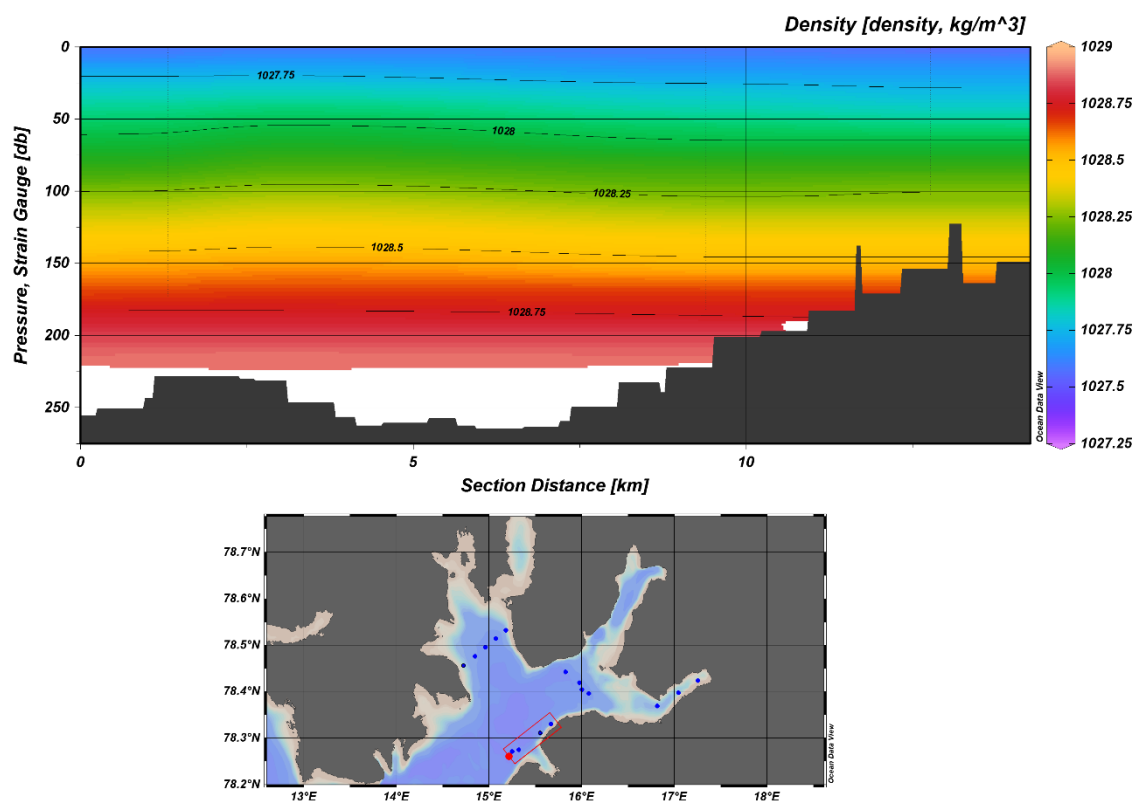 Density [density, kg/m^3]
0
50
100
150
200
250
Pressure, Strain Gauge [db]
1027.75
1028
1028.25
1028.5
1028.75
Ocean Data View
1029
1028.75
1028.5
1028.25
1028
1027.75
1027.5
1027.25
0
5
10
Section Distance [km]
78.7°N
78.6°N
78.5°N
78.4°N
78.3°N
78.2°N
Ocean Data View
13°E
14°E
15°E
16°E
17°E
18°E